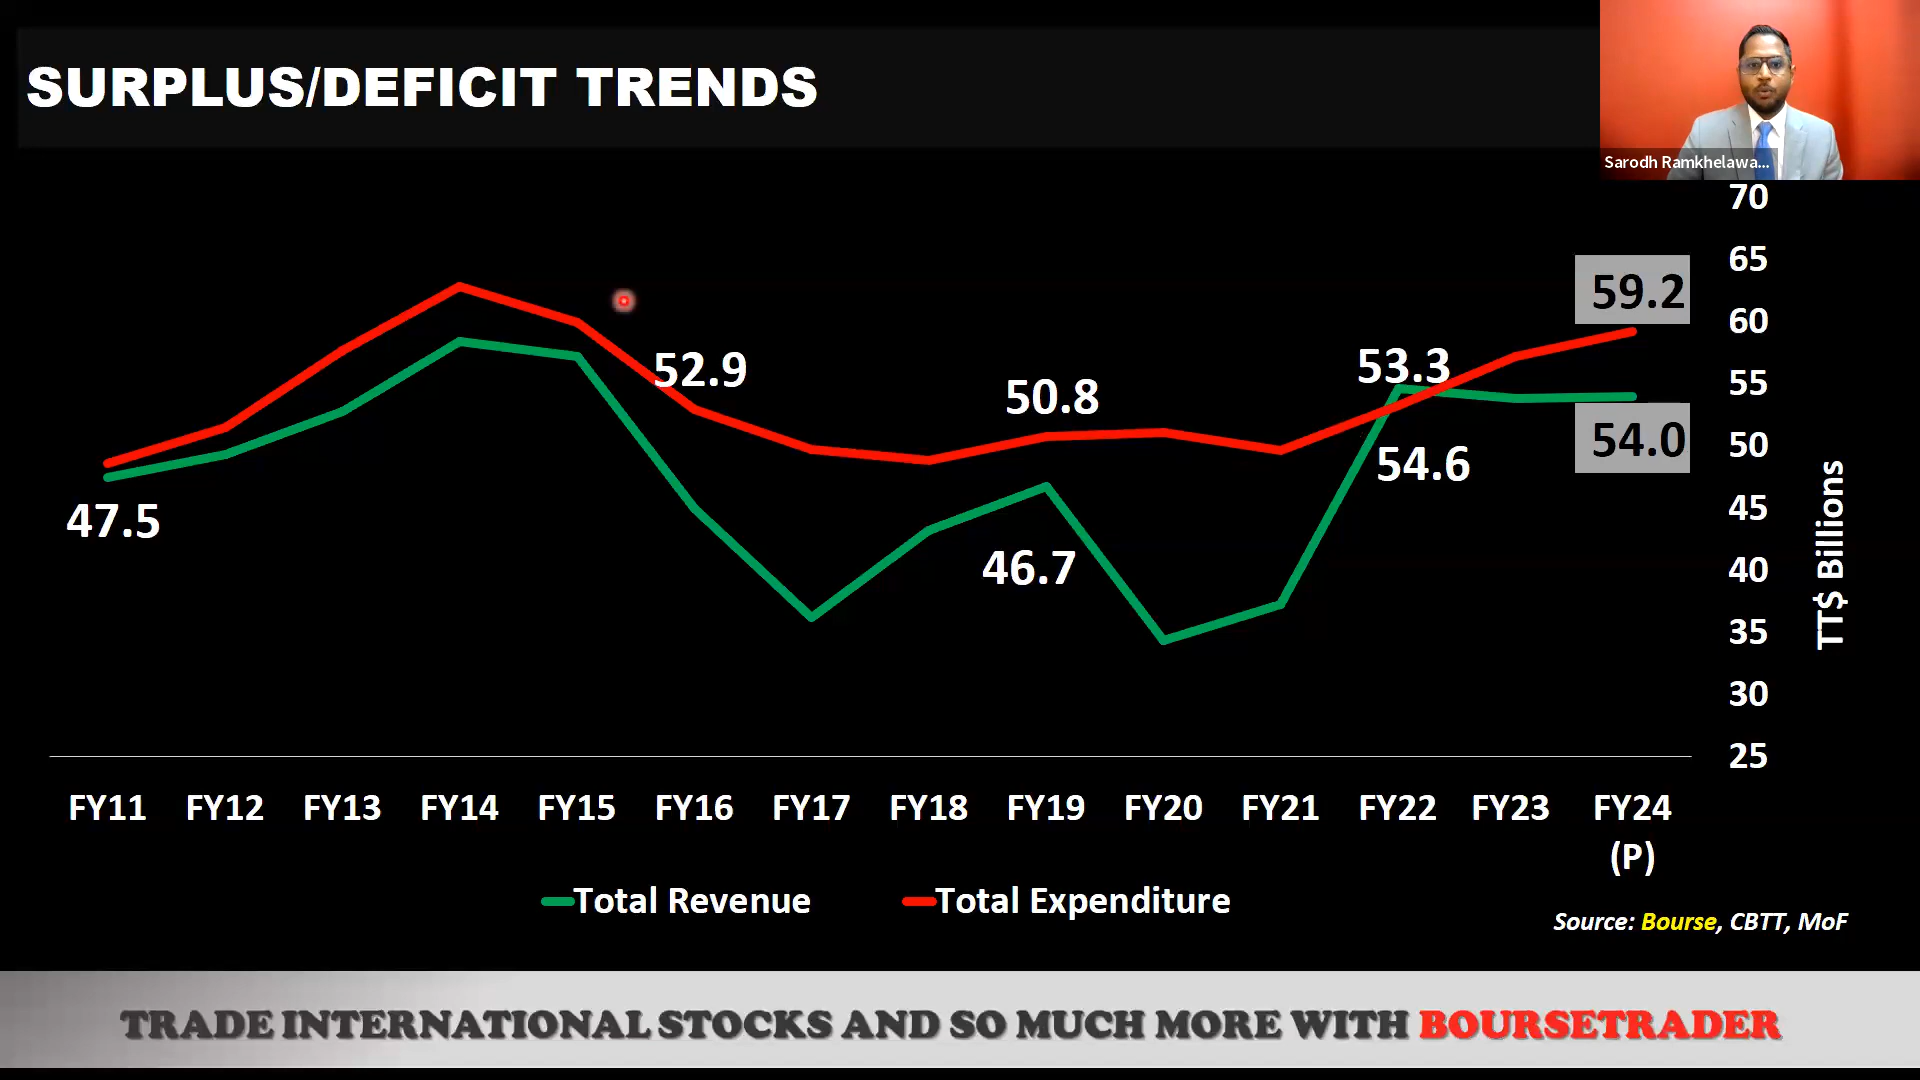 SURPLUS/DEFICIT TRENDS
Sarodh Ramkhelawa...
70
65
60
55
50
45
40
35
30
25
TT$ Billions
59.2
52.9
53.3
50.8
54.0
54.6
47.5
46.7
FY11 FY12 FY13 FY14 FY15 FY16 FY17 FY18 FY19 FY20 FY21 FY22 FY23 FY24
(P)
Total Revenue Total Expenditure
Source: Bourse, CBTT, MoF
TRADE INTERNATIONAL STOCKS AND SO MUCH MORE WITH BOURSETRADER